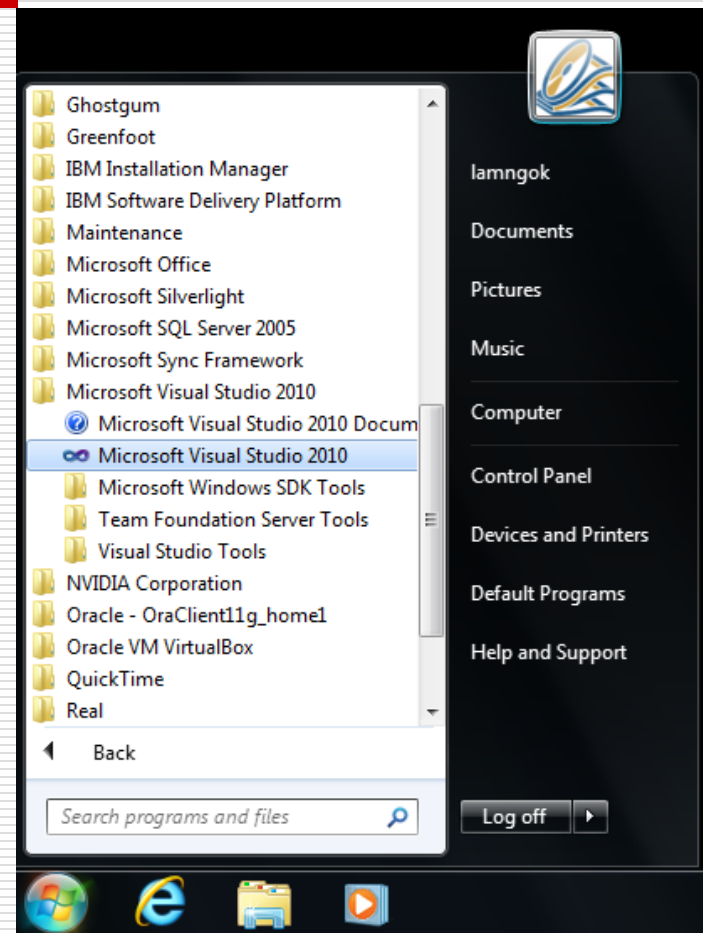 Ghostgum
Greenfoot
IBM Installation Manager
IBM Software Delivery Platform
Maintenance
Microsoft Office
Microsoft Silverlight
Microsoft SQL Server 2005
Microsoft Sync Framework
Microsoft Visual Studio 2010
Microsoft Visual Studio 2010 Docum
Microsoft Visual Studio 2010
Microsoft Windows SDK Tools
Team Foundation Server Tools
Visual Studio Tools
NVIDIA Corporation
Oracle - OraClient11g_home1
Oracle VM VirtualBox
QuickTime
Real
Back
Search programs and files
lamngok
Documents
Pictures
Music
Computer
Control Panel
Devices and Printers
Default Programs
Help and Support
Log off